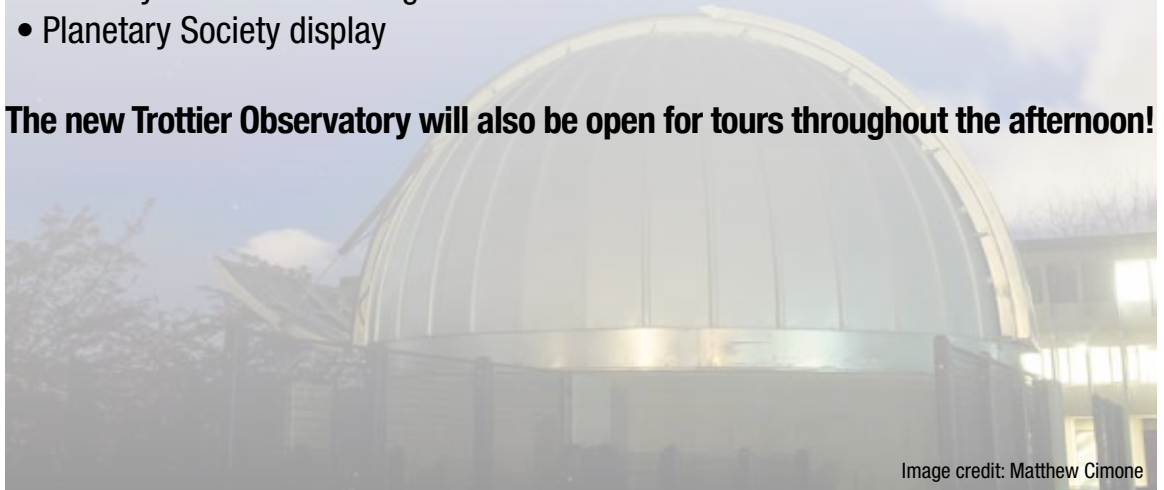 • Planetary Society display
The new Trottier Observatory will also be open for tours throughout the afternoon!
Image credit: Matthew Cimone